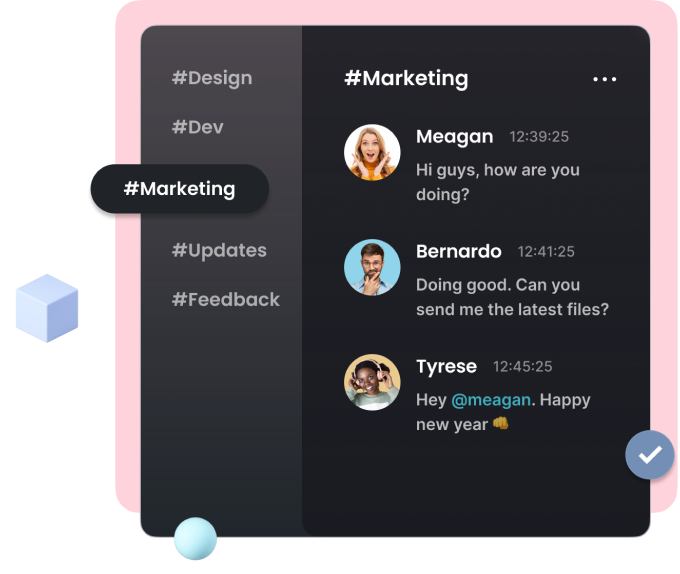 #Design
#Dev
#Marketing
#Updates
#Feedback
#Marketing
Meagan 12:39:25
Hi guys, how are you
doing?
Bernardo 12:41:25
Doing good. Can you
send me the latest files?
Tyrese 12:45:25
Hey @meagan. Happy
new year 👊